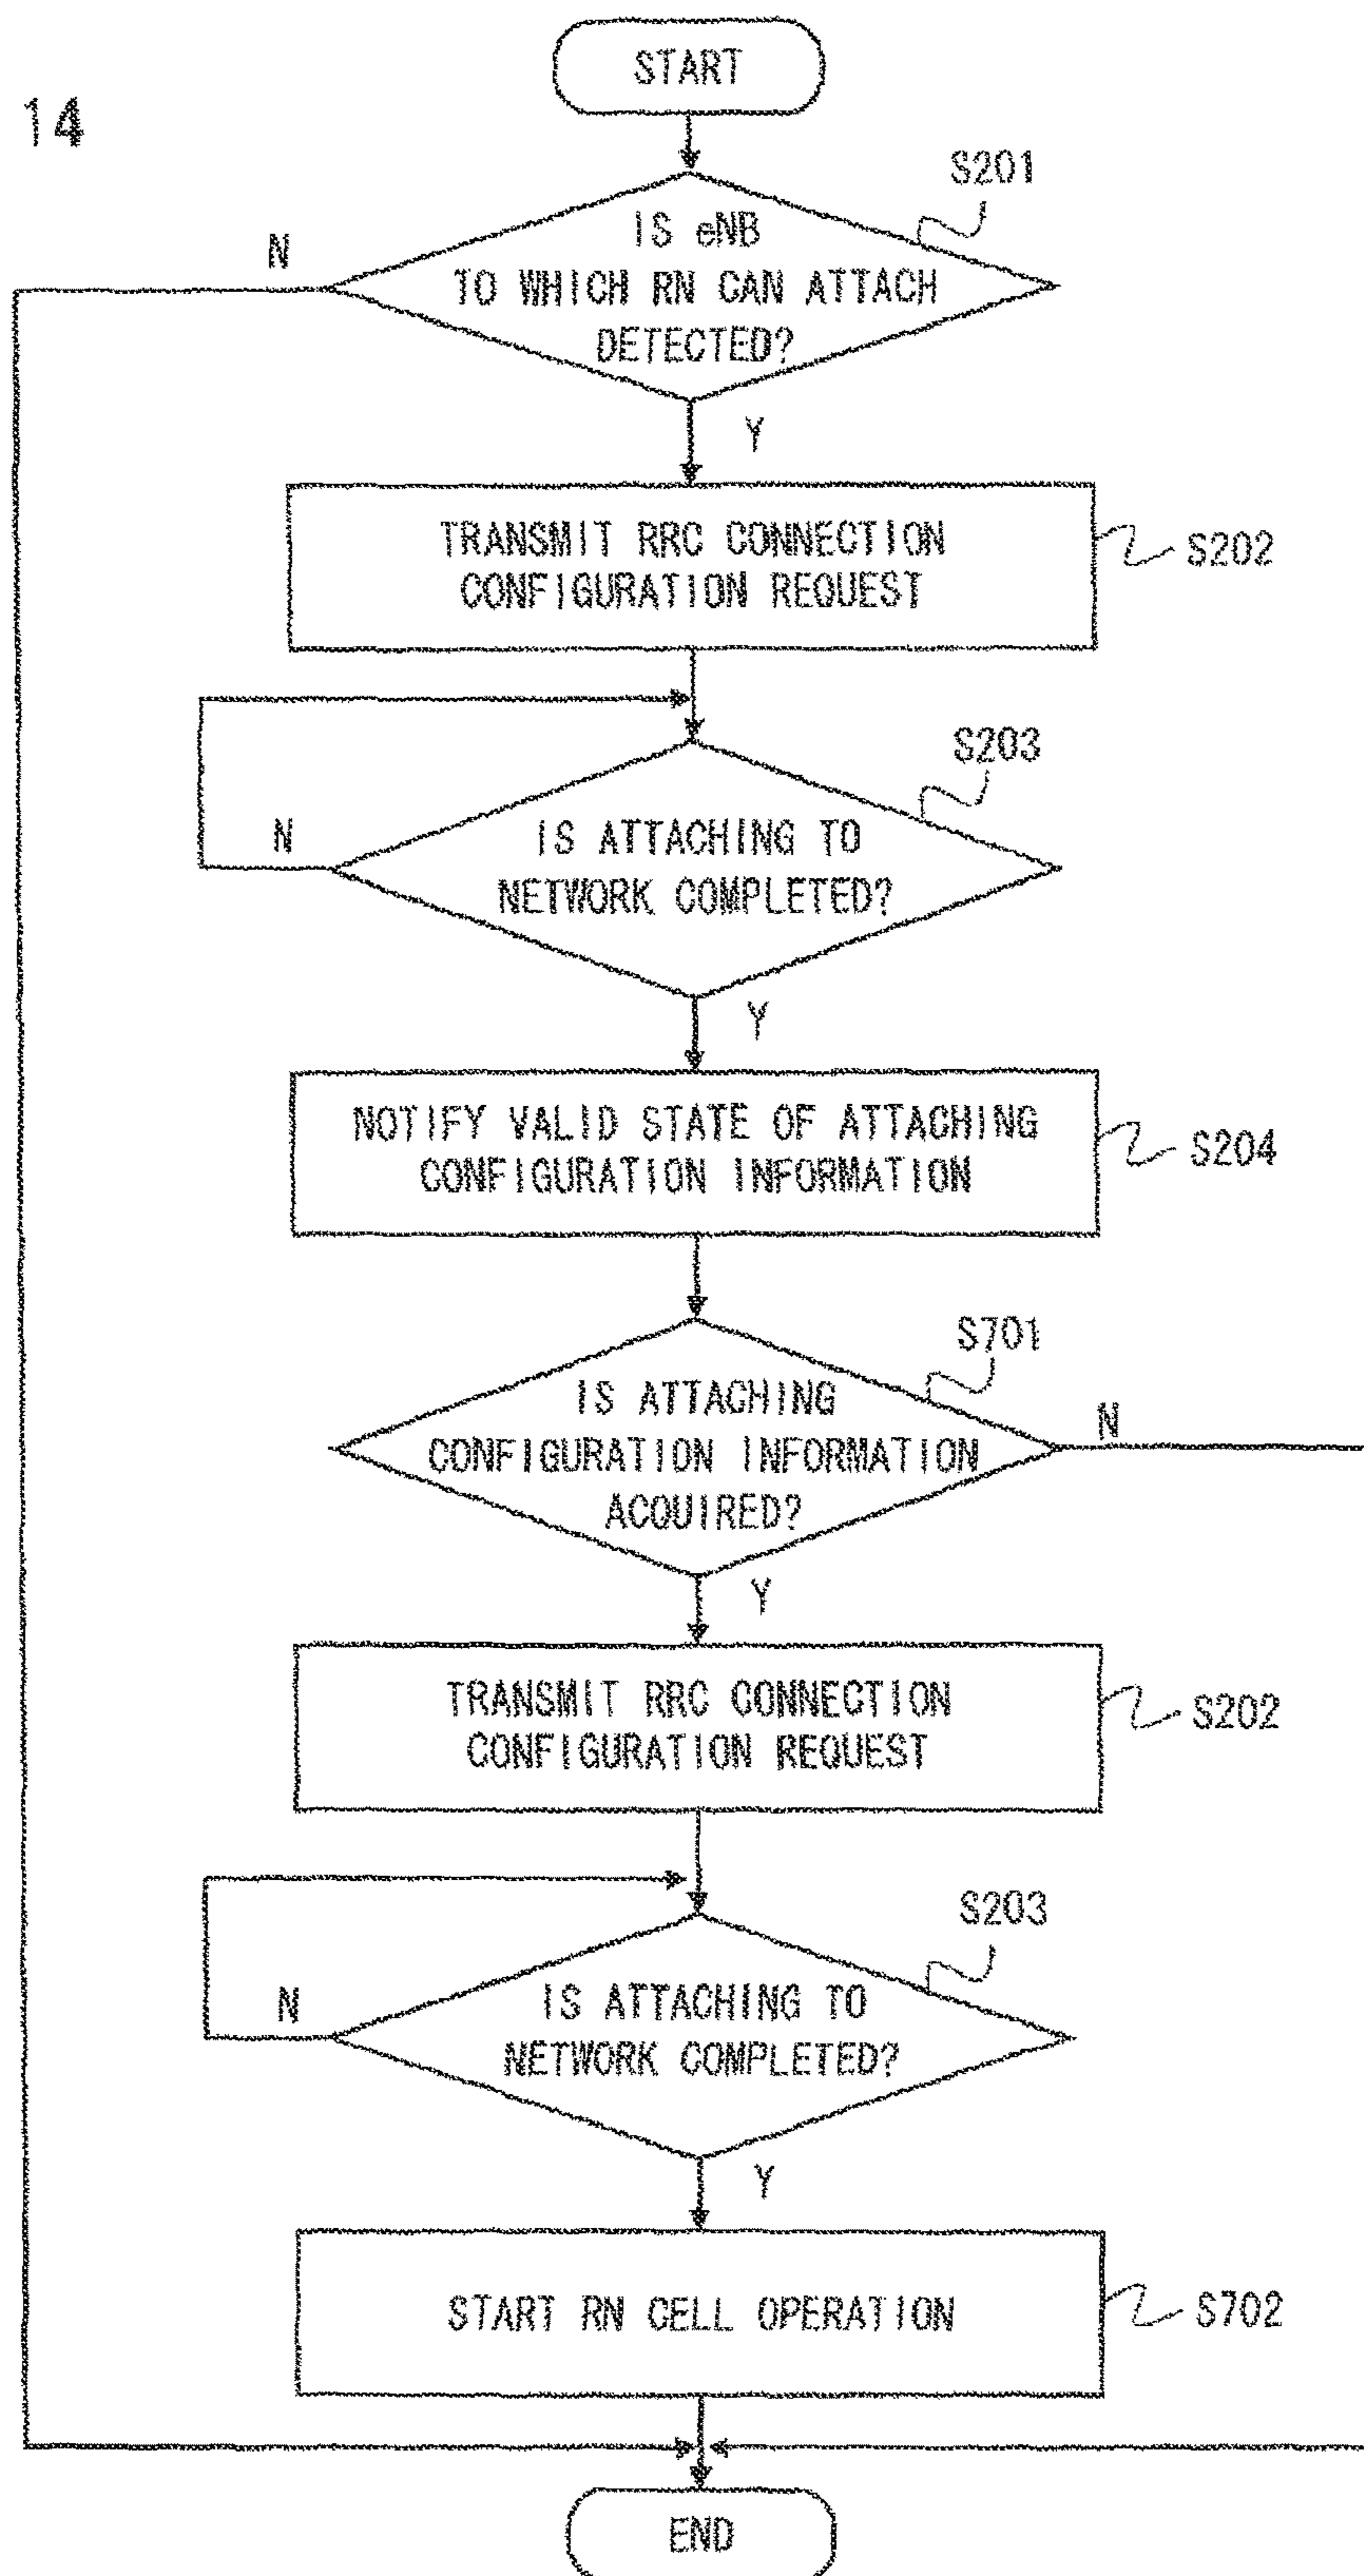 14
START
S201
IS eNB
TO WHICH RN CAN ATTACH
DETECTED?
N
Y
TRANSMIT RRC CONNECTION
CONFIGURATION REQUEST
S202
S203
IS ATTACHING TO
NETWORK COMPLETED?
N
Y
NOTIFY VALID STATE OF ATTACHING
CONFIGURATION INFORMATION
S204
S701
IS ATTACHING
CONFIGURATION INFORMATION
ACQUIRED?
N
Y
TRANSMIT RRC CONNECTION
CONFIGURATION REQUEST
S202
S203
IS ATTACHING TO
NETWORK COMPLETED?
N
Y
START RN CELL OPERATION
S702
END